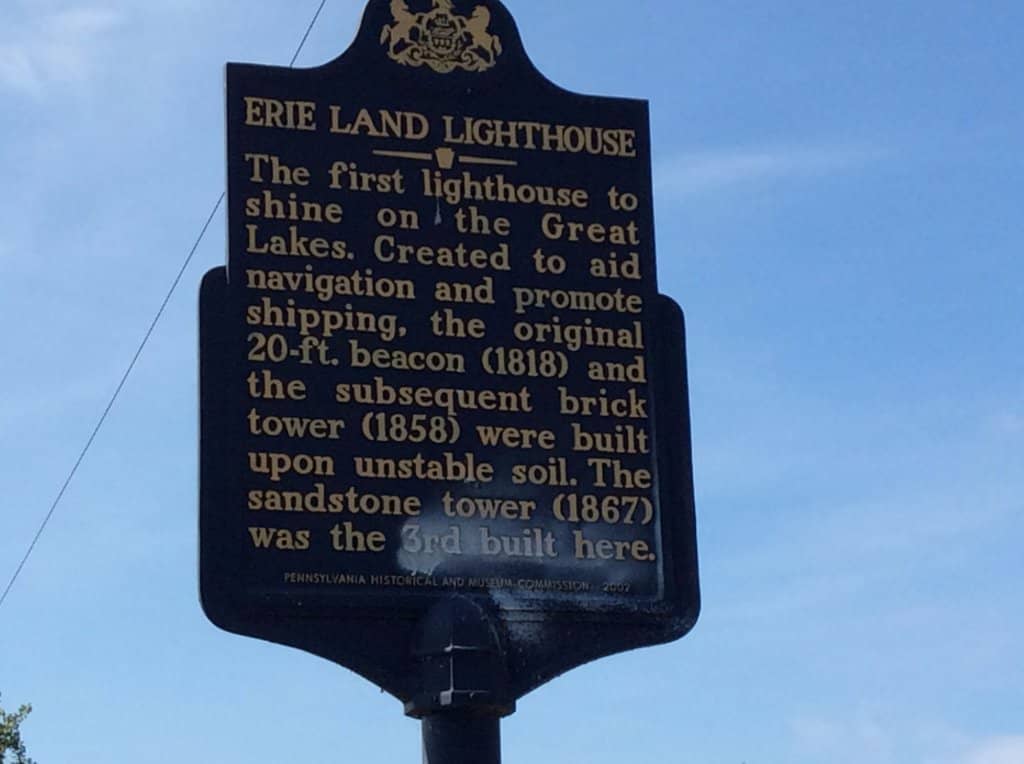 ERIE LAND LIGHTHOUSE
The first lighthouse to
shine on the Great
Lakes. Created to aid
navigation and promote
shipping, the original
20-ft. beacon (1818) and
the subsequent brick
tower (1858) were built
upon unstable soil. The
sandstone tower (1867)
was the 3rd built here.
PENNSYLVANIA HISTORICAL AND MUSEUM COMMISSION 2002